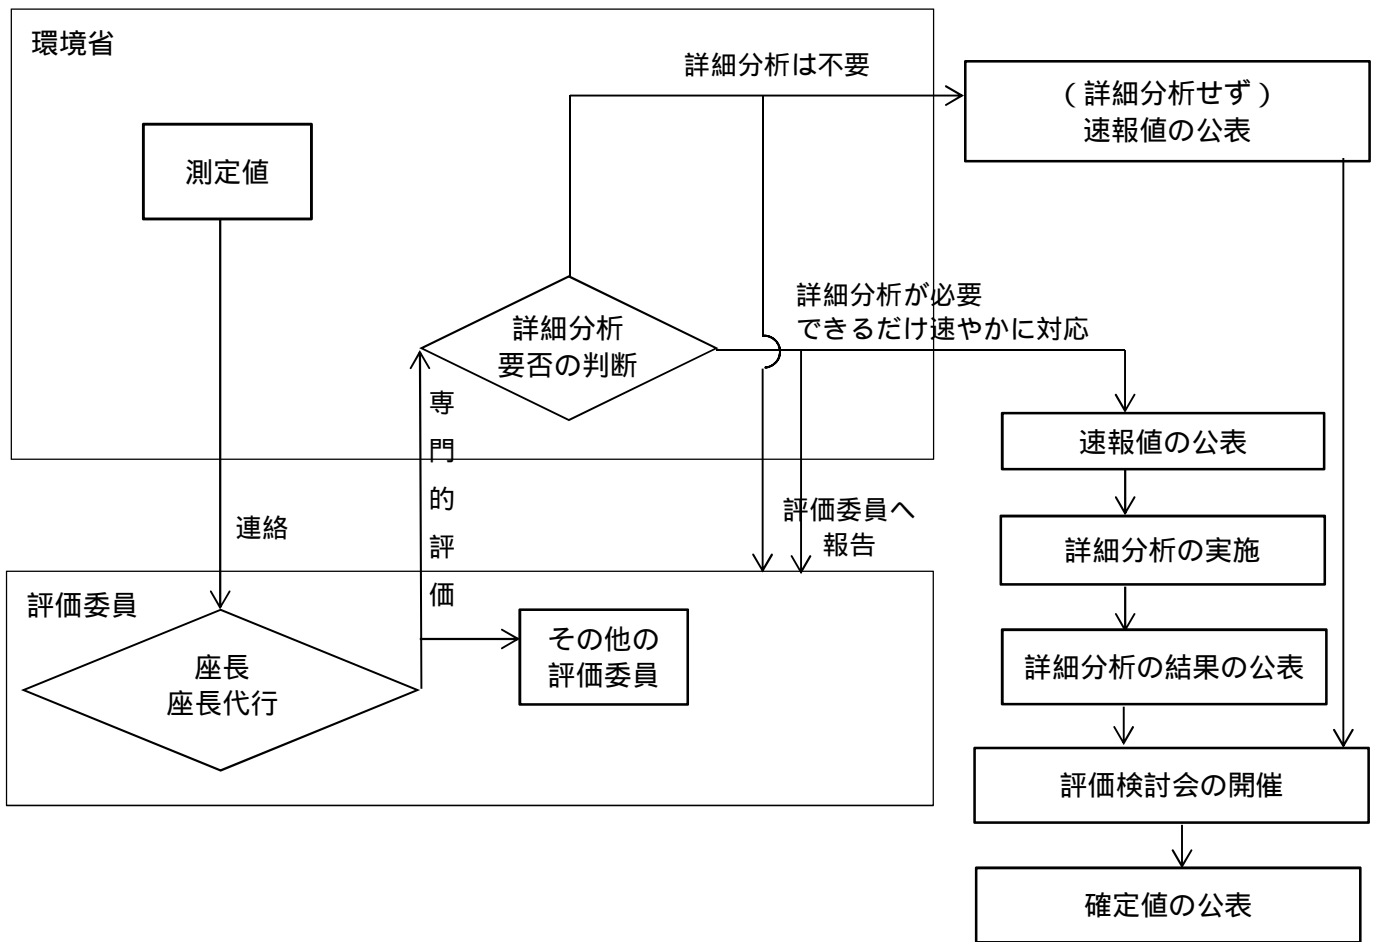 環境省
詳細分析は不要
(詳細分析せず)
速報値の公表
測定値
詳細分析
要否の判断
詳細分析が必要
できるだけ速やかに対応
専門的評価
速報値の公表
連絡
評価委員へ
報告
詳細分析の実施
評価委員
座長
座長代行
その他の
評価委員
詳細分析の結果の公表
評価検討会の開催
確定値の公表